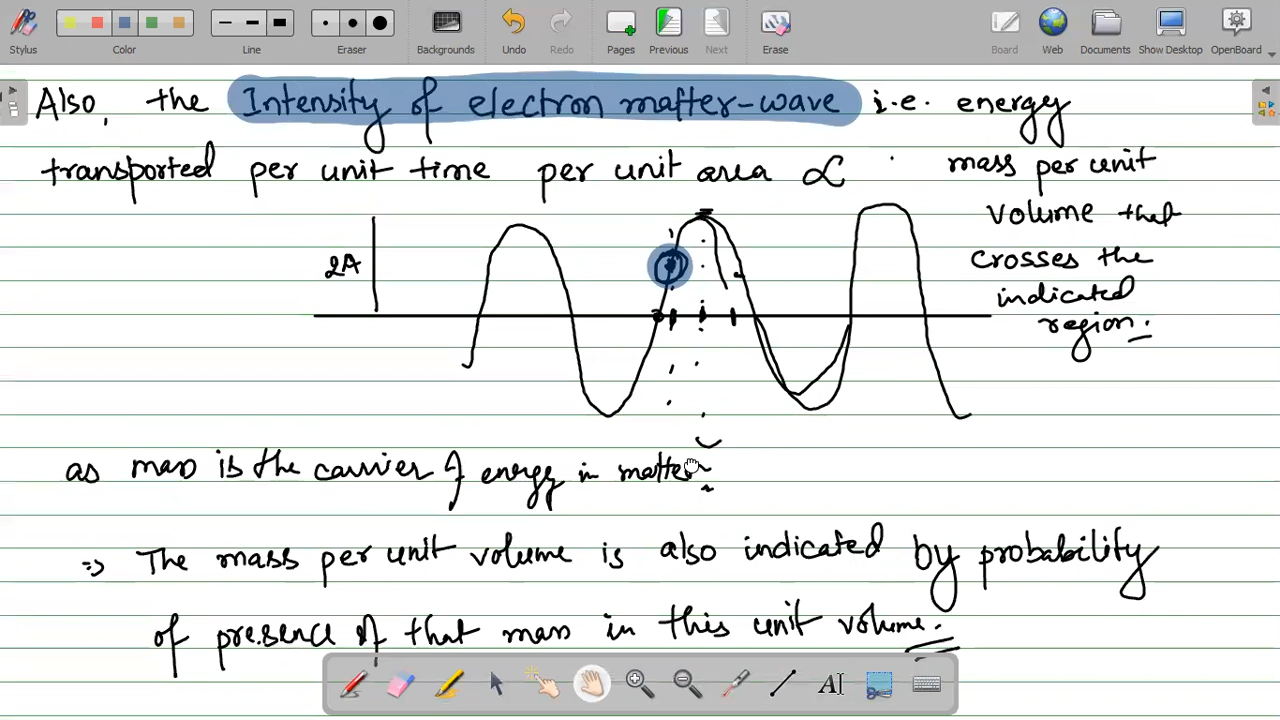 Stylus Color Line Eraser Backgrounds Undo Redo Pages Previous Next Erase Board Web Documents Show Desktop OpenBoard
Also, the Intensity of electron matter-wave i.e. energy
transported per unit time per unit area ∝ mass per unit
volume that
crosses the
indicated
region.
2A
as mass is the carrier of energy in matter
⇒ The mass per unit volume is also indicated by probability
of presence of that mass in this unit volume.